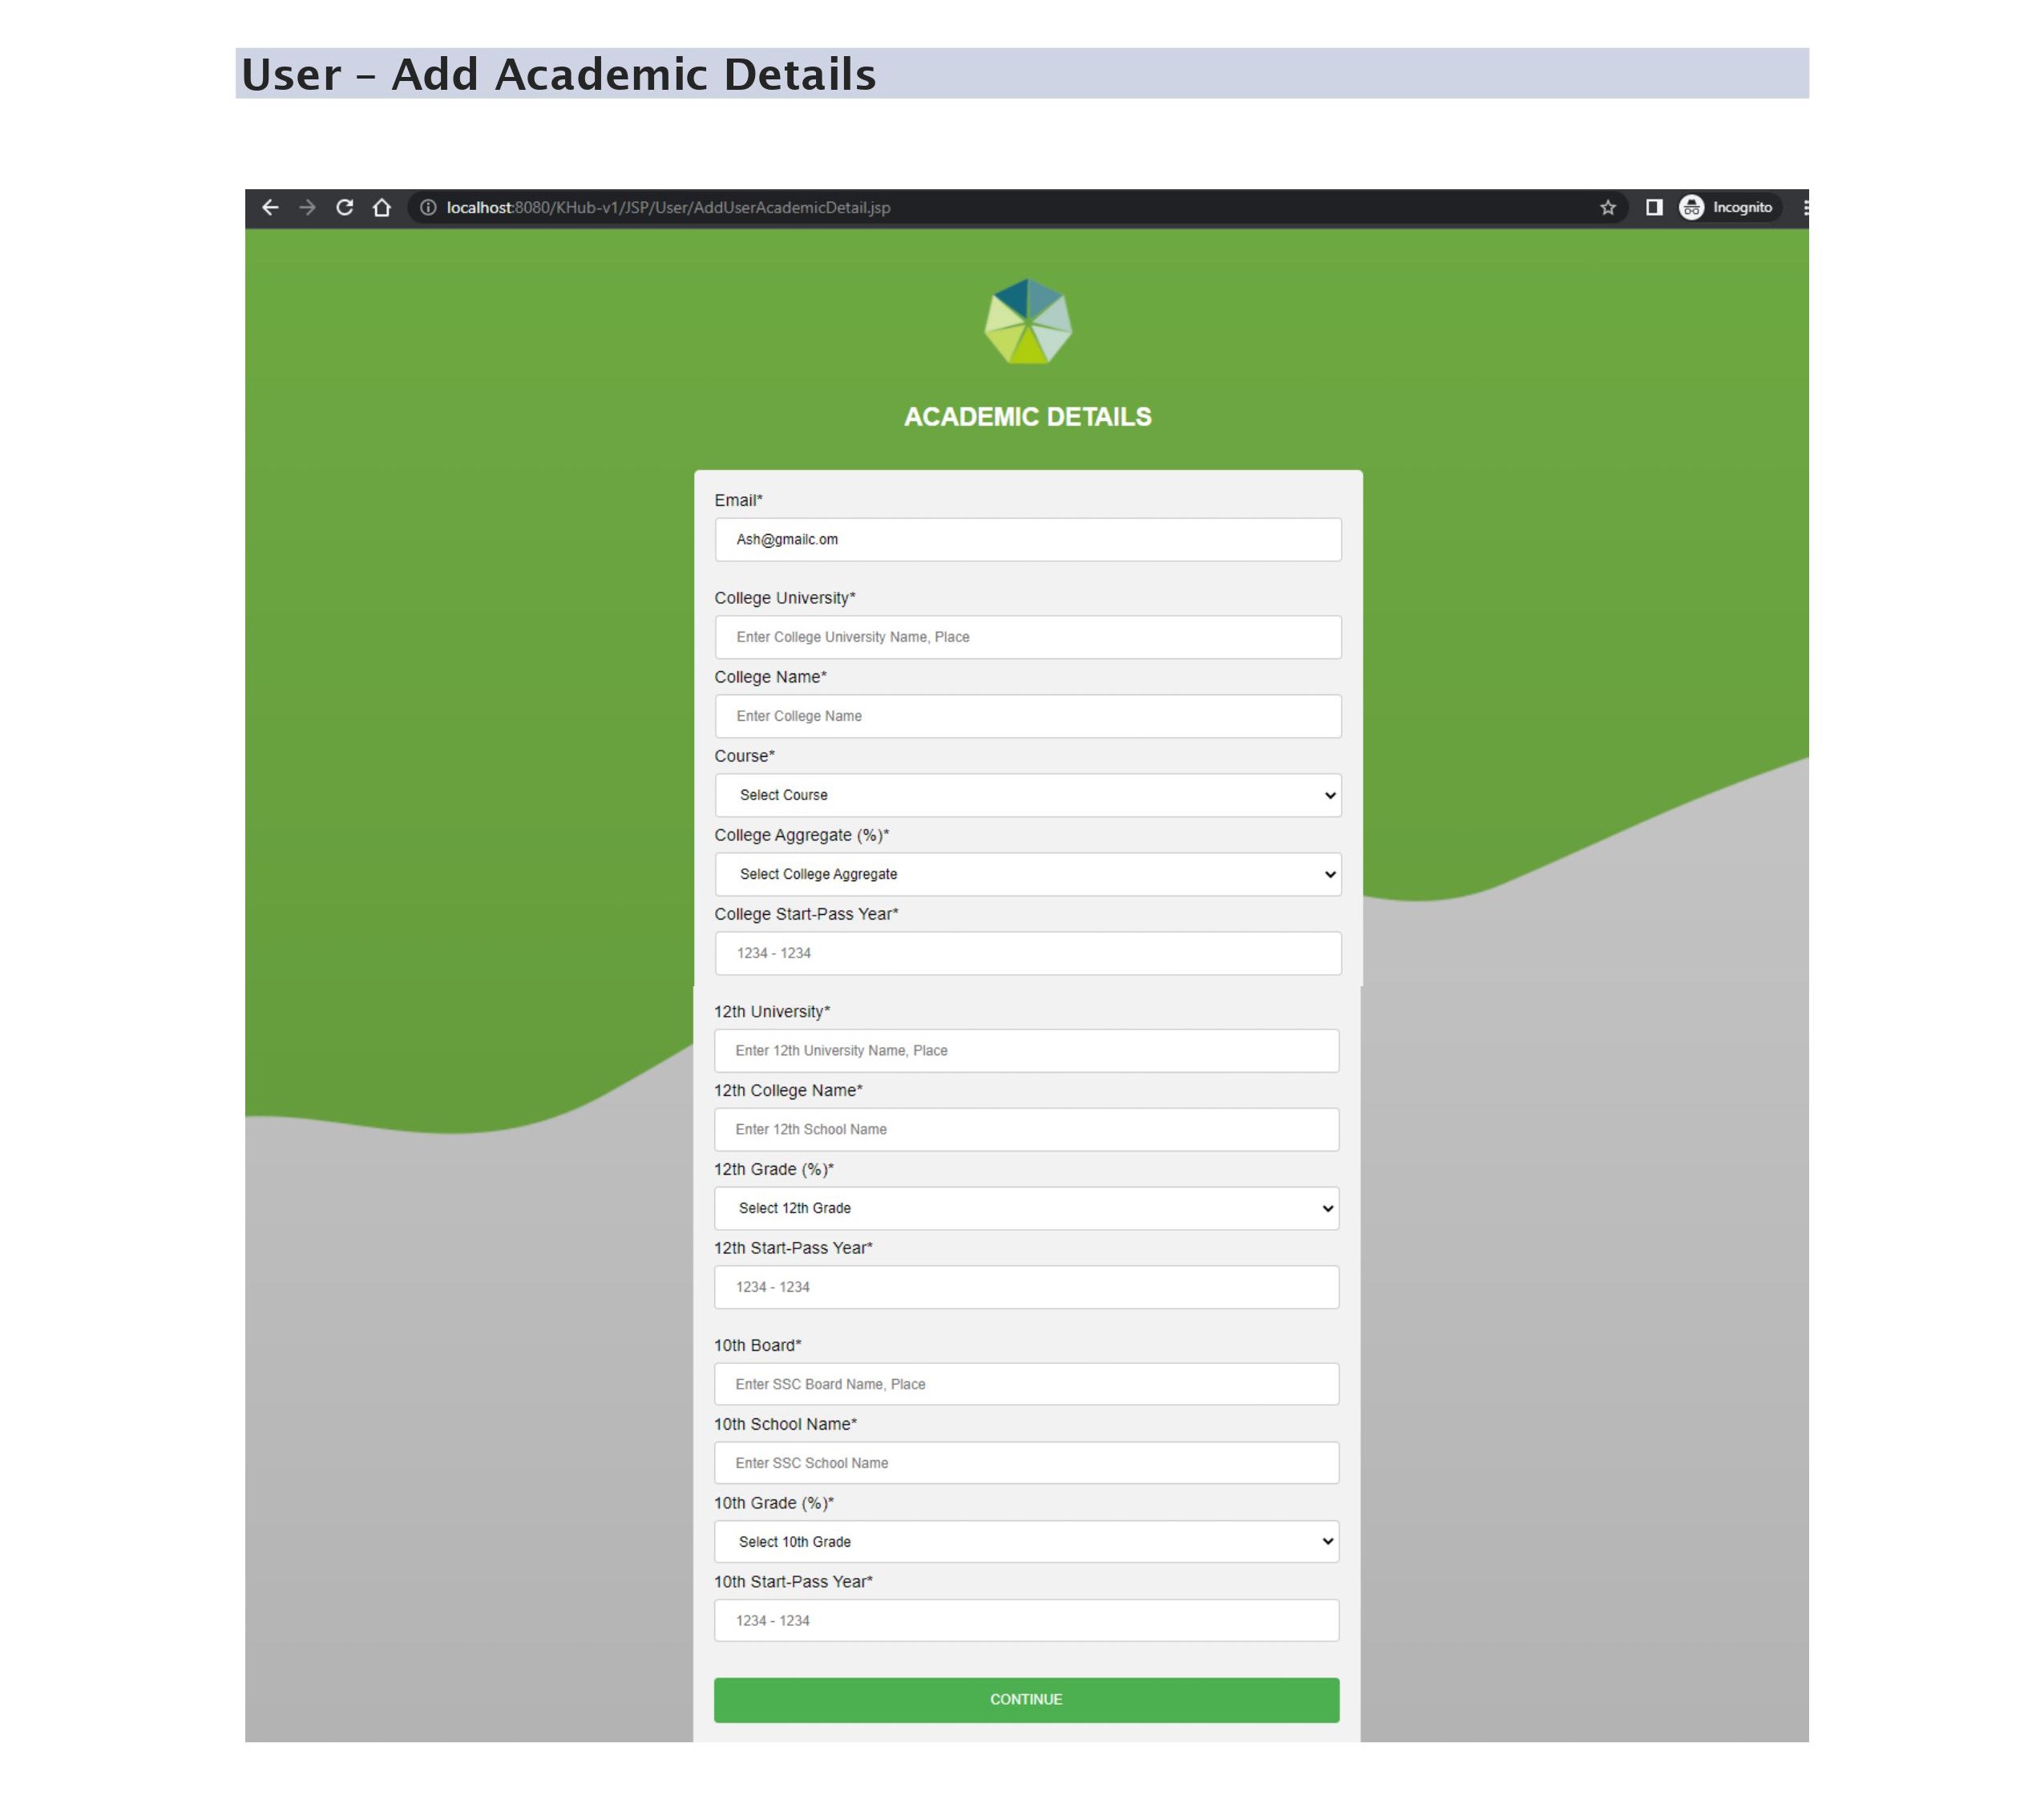 User – Add Academic Details
localhost:8080/KHub-v1/JSP/User/AddUserAcademicDetail.jsp
Incognito
ACADEMIC DETAILS
Email*
Ash@gmailc.om
College University*
Enter College University Name, Place
College Name*
Enter College Name
Course*
Select Course
College Aggregate (%)*
Select College Aggregate
College Start-Pass Year*
1234 - 1234
12th University*
Enter 12th University Name, Place
12th College Name*
Enter 12th School Name
12th Grade (%)*
Select 12th Grade
12th Start-Pass Year*
1234 - 1234
10th Board*
Enter SSC Board Name, Place
10th School Name*
Enter SSC School Name
10th Grade (%)*
Select 10th Grade
10th Start-Pass Year*
1234 - 1234
CONTINUE